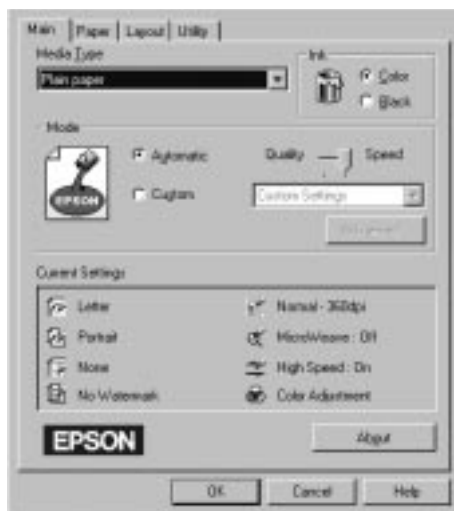 Main Paper Layout Utility
Media Type
Plain paper
Ink
Color
Black
Mode
Automatic
Custom
Quality Speed
Custom Settings
EPSON
Current Settings
Letter
Normal - 360dpi
Portrait
MicroWeave : Off
None
High Speed : On
No Watermark
Color Adjustment
EPSON
About
OK Cancel Help